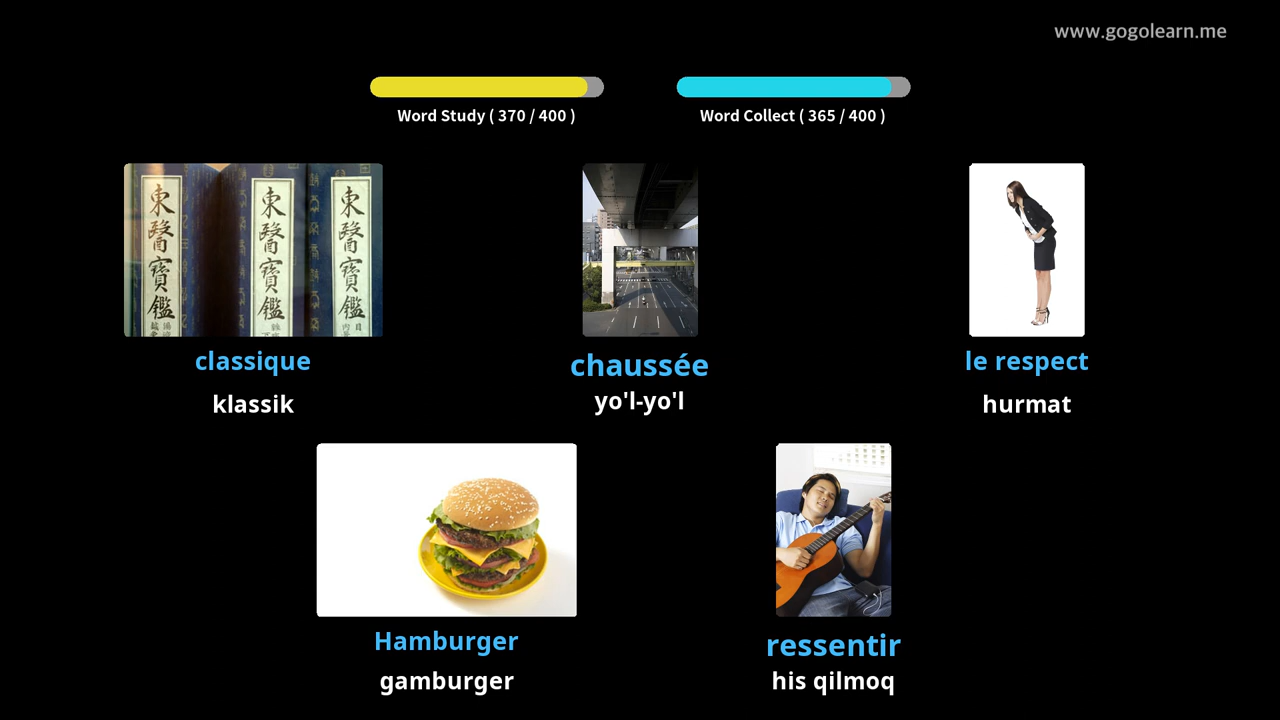 www.gogolearn.me
Word Study ( 370 / 400 )
Word Collect ( 365 / 400 )
東醫寶鑑
東醫寶鑑
東醫寶鑑
classique
klassik
chaussée
yo'l-yo'l
le respect
hurmat
Hamburger
gamburger
ressentir
his qilmoq